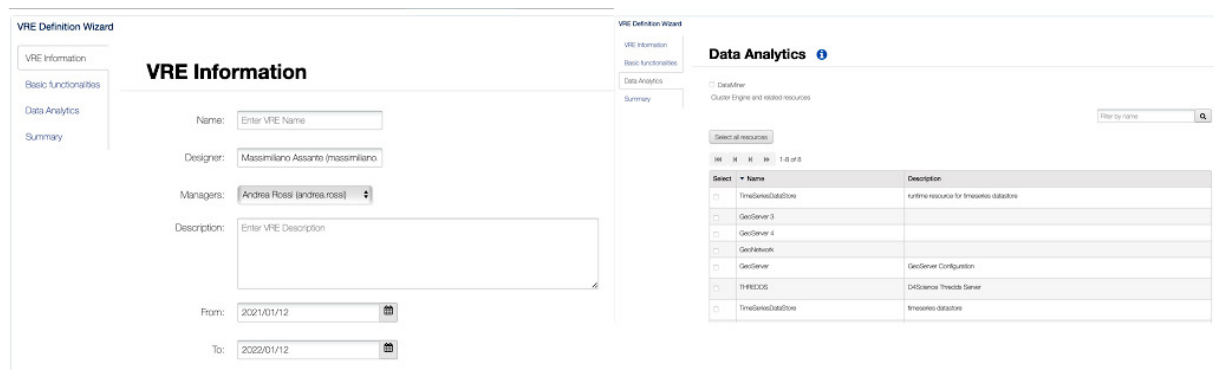 VRE Definition Wizard
VRE Information
Basic functionalities
Data Analytics
Summary
VRE Information
Name: Enter VRE Name
Designer: Massimiliano Assante (massimiliano.
Managers: Andrea Rossi (andrea.rossi)
Description: Enter VRE Description
From: 2021/01/12
To: 2022/01/12
VRE Definition Wizard
VRE Information
Basic functionalities
Data Analytics
Summary
Data Analytics
DataMiner
Cluster Engine and related resources
Filter by name
Select all resources
1-8 of 8
Select Name Description
TimeSeriesDataStore runtime resource for timeseries datastore
GeoServer 3
GeoServer 4
GeoNetwork
GeoServer GeoServer Configuration
THREDDS D4Science Thredds Server
TimeSeriesDataStore timeseries datastore